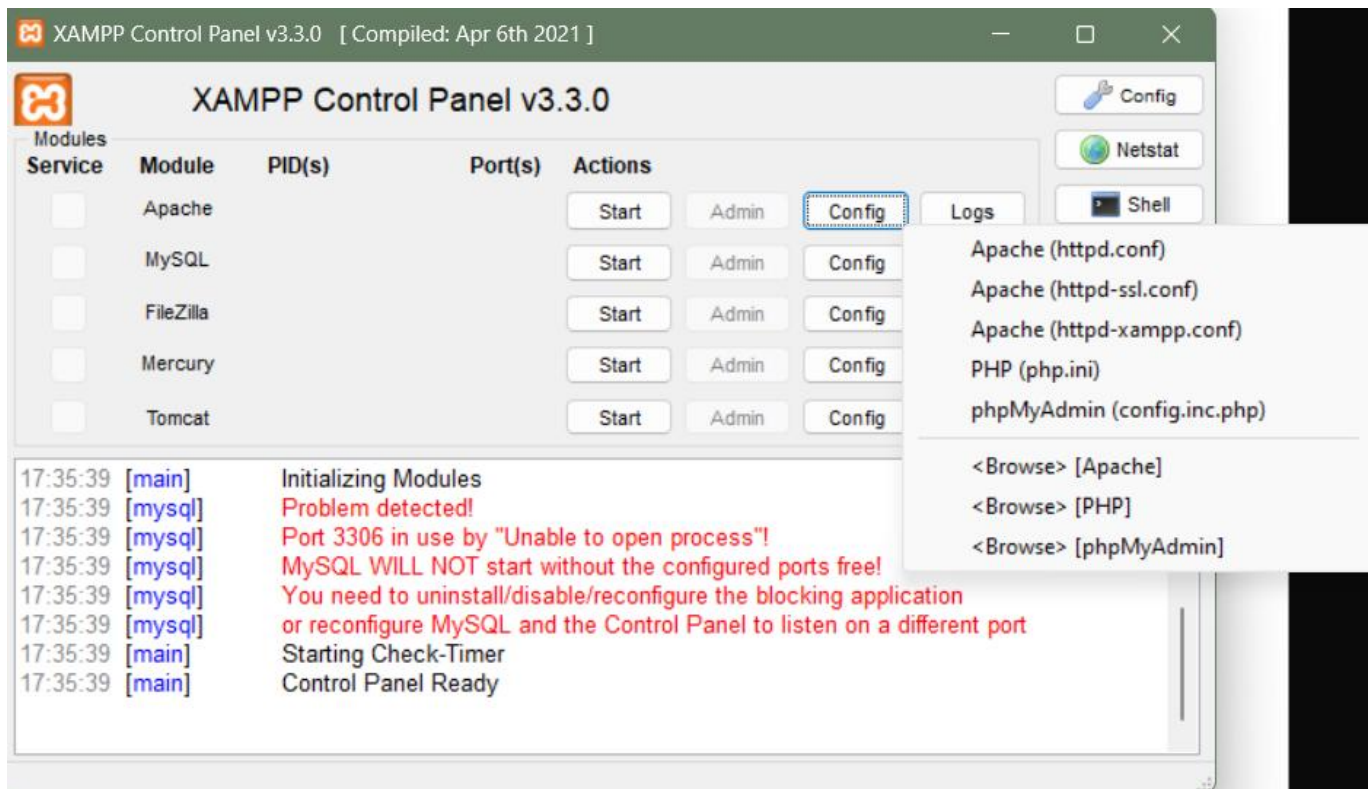 XAMPP Control Panel v3.3.0 [ Compiled: Apr 6th 2021 ]
XAMPP Control Panel v3.3.0
Config
Modules
Netstat
Service Module PID(s) Port(s) Actions
Apache Start Admin Config Logs
Shell
MySQL Start Admin Config
FileZilla Start Admin Config
Mercury Start Admin Config
Tomcat Start Admin Config
Apache (httpd.conf)
Apache (httpd-ssl.conf)
Apache (httpd-xampp.conf)
PHP (php.ini)
phpMyAdmin (config.inc.php)
<Browse> [Apache]
<Browse> [PHP]
<Browse> [phpMyAdmin]
17:35:39 [main] Initializing Modules
17:35:39 [mysql] Problem detected!
17:35:39 [mysql] Port 3306 in use by "Unable to open process"!
17:35:39 [mysql] MySQL WILL NOT start without the configured ports free!
17:35:39 [mysql] You need to uninstall/disable/reconfigure the blocking application
17:35:39 [mysql] or reconfigure MySQL and the Control Panel to listen on a different port
17:35:39 [main] Starting Check-Timer
17:35:39 [main] Control Panel Ready